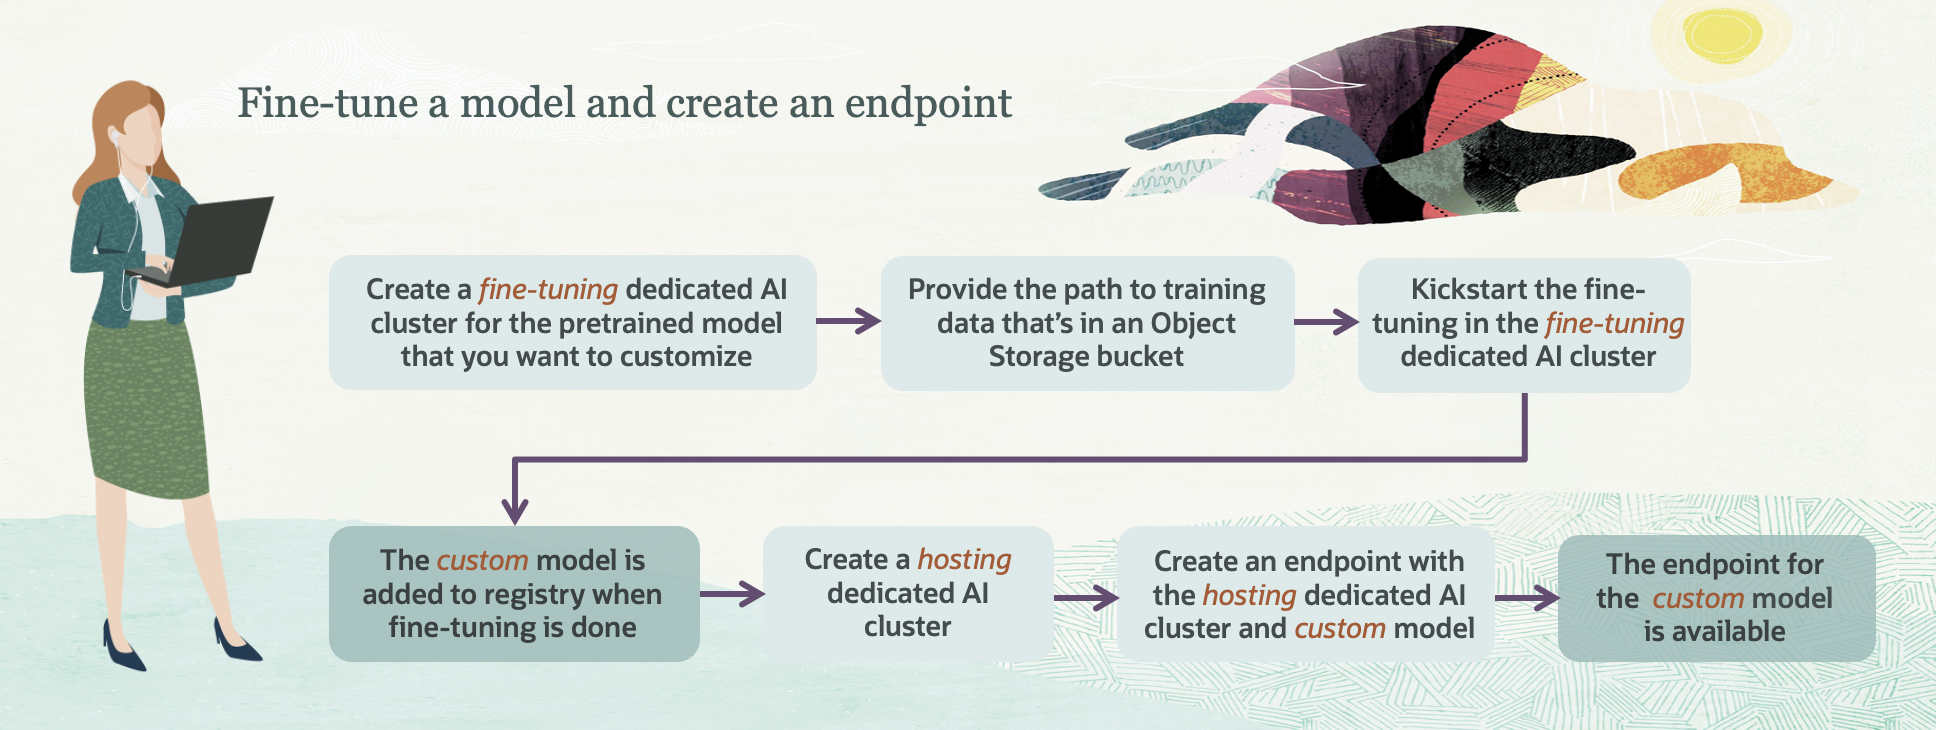 Fine-tune a model and create an endpoint
Create a fine-tuning dedicated AI
cluster for the pretrained model
that you want to customize
Provide the path to training
data that’s in an Object
Storage bucket
Kickstart the fine-
tuning in the fine-tuning
dedicated AI cluster
The custom model is
added to registry when
fine-tuning is done
Create a hosting
dedicated AI
cluster
Create an endpoint with
the hosting dedicated AI
cluster and custom model
The endpoint for
the custom model
is available